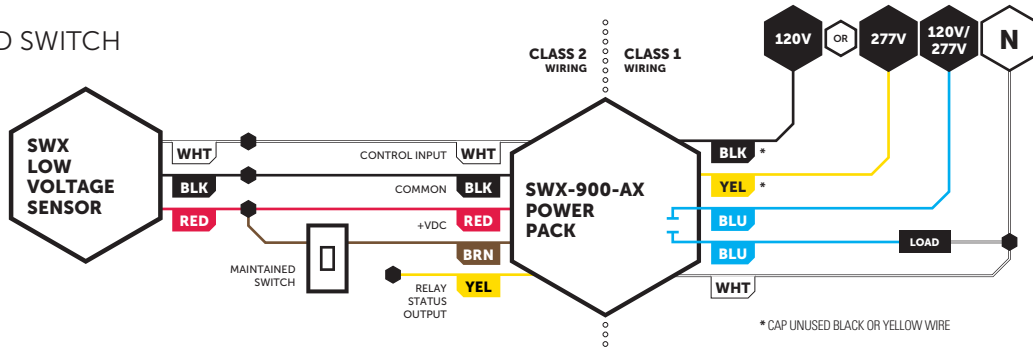 SWITCH
CLASS 2
WIRING
CLASS 1
WIRING
120V
OR
277V
120V/
277V
N
SWX
LOW
VOLTAGE
SENSOR
WHT
BLK
RED
CONTROL INPUT
WHT
COMMON
BLK
+VDC
RED
BRN
MAINTAINED
SWITCH
RELAY
STATUS
OUTPUT
YEL
SWX-900-AX
POWER
PACK
BLK *
YEL *
BLU
BLU
LOAD
WHT
* CAP UNUSED BLACK OR YELLOW WIRE